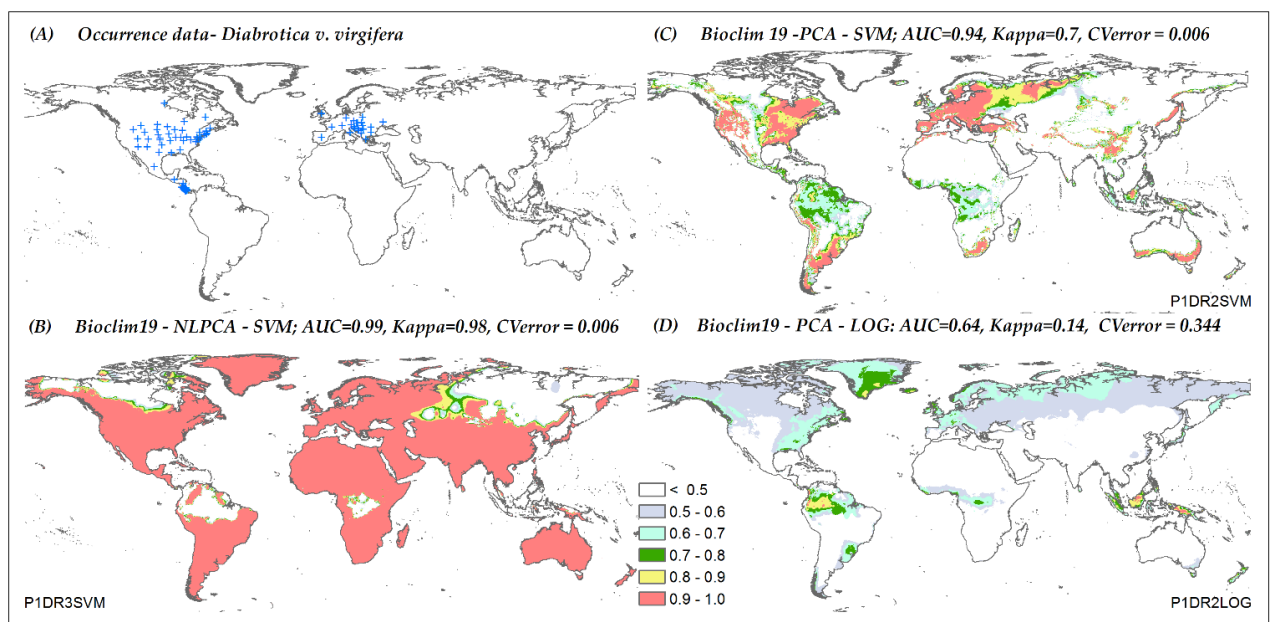 (A) Occurrence data- Diabrotica v. virgifera
(C) Bioclim 19 -PCA - SVM; AUC=0.94, Kappa=0.7, CVerror = 0.006
P1DR2SVM
(B) Bioclim19 - NLPCA - SVM; AUC=0.99, Kappa=0.98, CVerror = 0.006
(D) Bioclim19 - PCA - LOG: AUC=0.64, Kappa=0.14, CVerror = 0.344
< 0.5
0.5 - 0.6
0.6 - 0.7
0.7 - 0.8
0.8 - 0.9
0.9 - 1.0
P1DR3SVM
P1DR2LOG